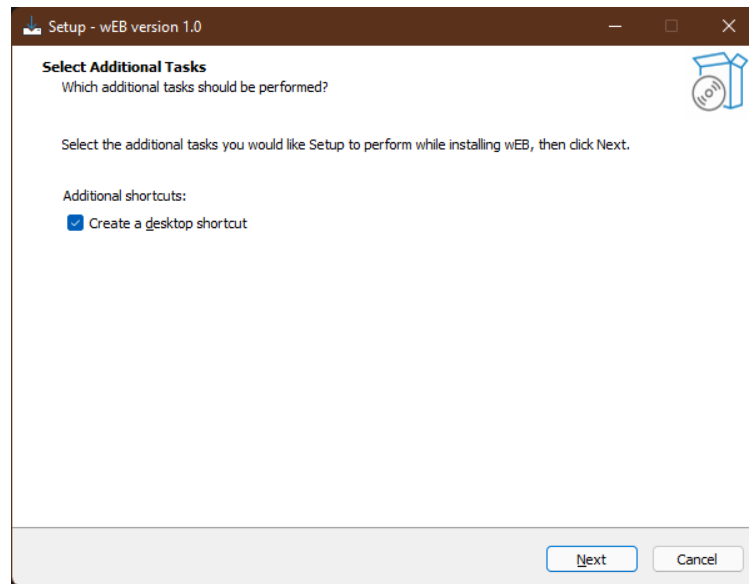 Setup - wEB version 1.0
Select Additional Tasks
Which additional tasks should be performed?
Select the additional tasks you would like Setup to perform while installing wEB, then click Next.
Additional shortcuts:
Create a desktop shortcut
Next
Cancel